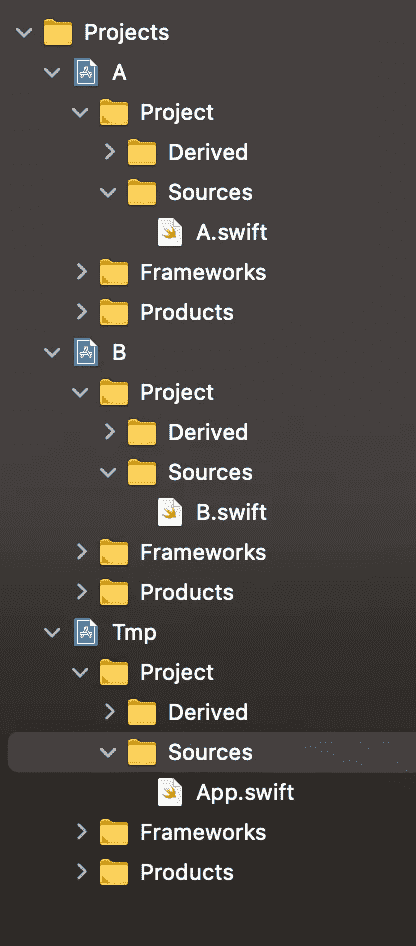 Projects
A
Project
Derived
Sources
A.swift
Frameworks
Products
B
Project
Derived
Sources
B.swift
Frameworks
Products
Tmp
Project
Derived
Sources
App.swift
Frameworks
Products